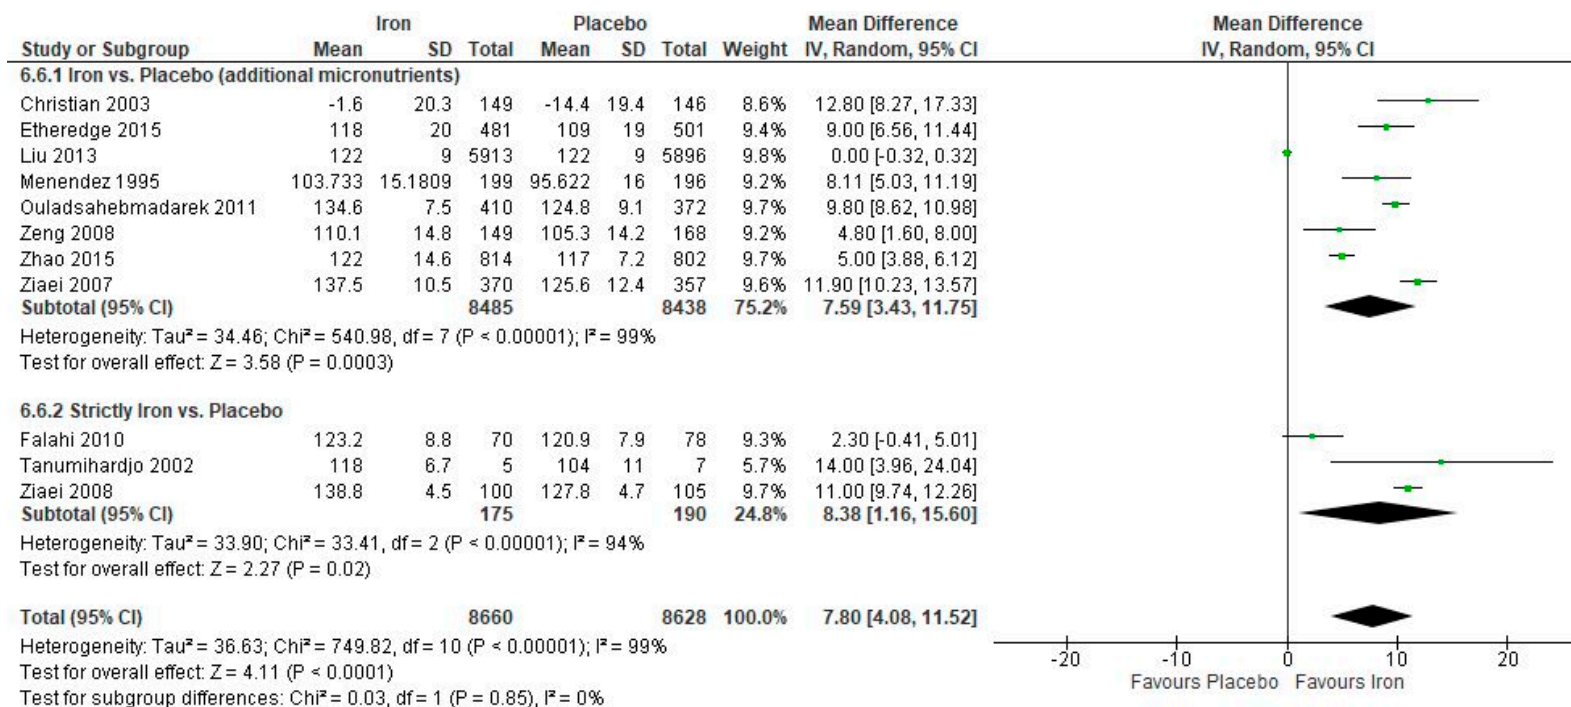 Iron Placebo Mean Difference Mean Difference
Study or Subgroup Mean SD Total Mean SD Total Weight IV, Random, 95% CI IV, Random, 95% CI
6.6.1 Iron vs. Placebo (additional micronutrients)
Christian 2003 -1.6 20.3 149 -14.4 19.4 146 8.6% 12.80 [8.27, 17.33]
Etheredge 2015 118 20 481 109 19 501 9.4% 9.00 [6.56, 11.44]
Liu 2013 122 9 5913 122 9 5896 9.8% 0.00 [-0.32, 0.32]
Menendez 1995 103.733 15.1809 199 95.622 16 196 9.2% 8.11 [5.03, 11.19]
Ouladsahebmadarek 2011 134.6 7.5 410 124.8 9.1 372 9.7% 9.80 [8.62, 10.98]
Zeng 2008 110.1 14.8 149 105.3 14.2 168 9.2% 4.80 [1.60, 8.00]
Zhao 2015 122 14.6 814 117 7.2 802 9.7% 5.00 [3.88, 6.12]
Ziaei 2007 137.5 10.5 370 125.6 12.4 357 9.6% 11.90 [10.23, 13.57]
Subtotal (95% CI) 8485 8438 75.2% 7.59 [3.43, 11.75]
Heterogeneity: Tau² = 34.46; Chi² = 540.98, df = 7 (P < 0.00001); I² = 99%
Test for overall effect: Z = 3.58 (P = 0.0003)
6.6.2 Strictly Iron vs. Placebo
Falahi 2010 123.2 8.8 70 120.9 7.9 78 9.3% 2.30 [-0.41, 5.01]
Tanumihardjo 2002 118 6.7 5 104 11 7 5.7% 14.00 [3.96, 24.04]
Ziaei 2008 138.8 4.5 100 127.8 4.7 105 9.7% 11.00 [9.74, 12.26]
Subtotal (95% CI) 175 190 24.8% 8.38 [1.16, 15.60]
Heterogeneity: Tau² = 33.90; Chi² = 33.41, df = 2 (P < 0.00001); I² = 94%
Test for overall effect: Z = 2.27 (P = 0.02)
Total (95% CI) 8660 8628 100.0% 7.80 [4.08, 11.52]
Heterogeneity: Tau² = 36.63; Chi² = 749.82, df = 10 (P < 0.00001); I² = 99%
Test for overall effect: Z = 4.11 (P < 0.0001)
Test for subgroup differences: Chi² = 0.03, df = 1 (P = 0.85), I² = 0%
-20 -10 0 10 20
Favours Placebo Favours Iron